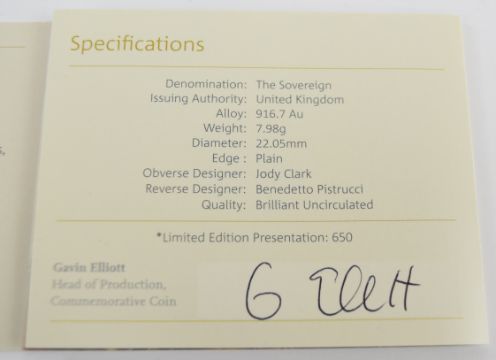 Specifications
Denomination: The Sovereign
Issuing Authority: United Kingdom
Alloy: 916.7 Au
Weight: 7.98g
Diameter: 22.05mm
Edge : Plain
Obverse Designer: Jody Clark
Reverse Designer: Benedetto Pistrucci
Quality: Brilliant Uncirculated
*Limited Edition Presentation: 650
Gavin Elliott
Head of Production,
Commemorative Coin
G Elliott